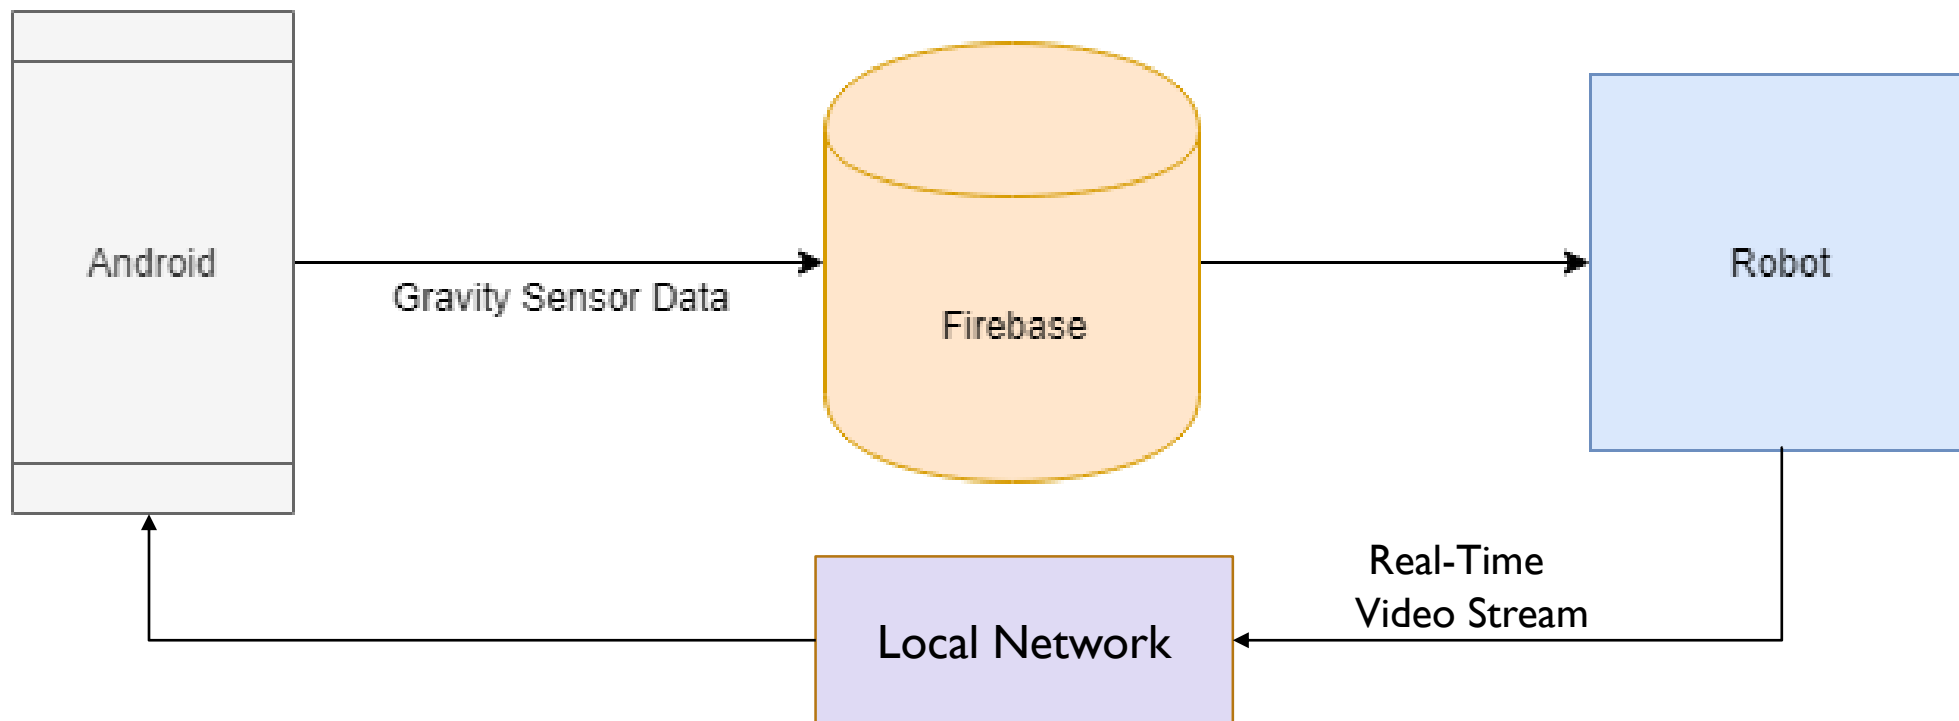 Android
Gravity Sensor Data
Firebase
Robot
Real-Time
Video Stream
Local Network